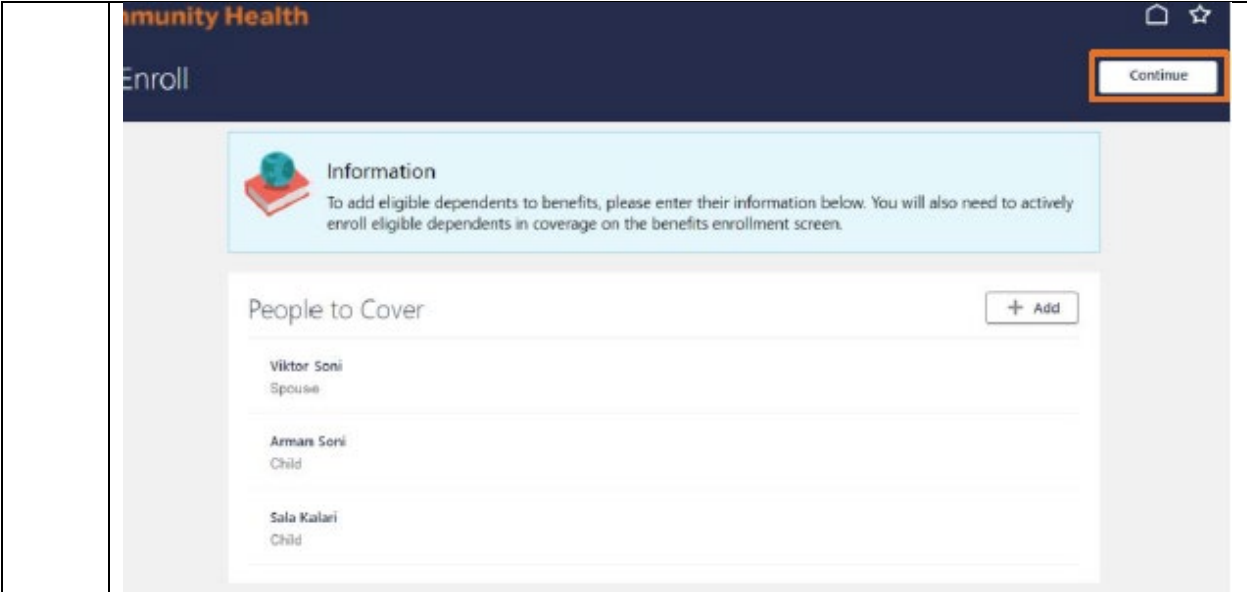 mmunity Health
Enroll
Continue
Information
To add eligible dependents to benefits, please enter their information below. You will also need to actively
enroll eligible dependents in coverage on the benefits enrollment screen.
People to Cover
+ Add
Viktor Soni
Spouse
Arman Soni
Child
Sala Kalari
Child